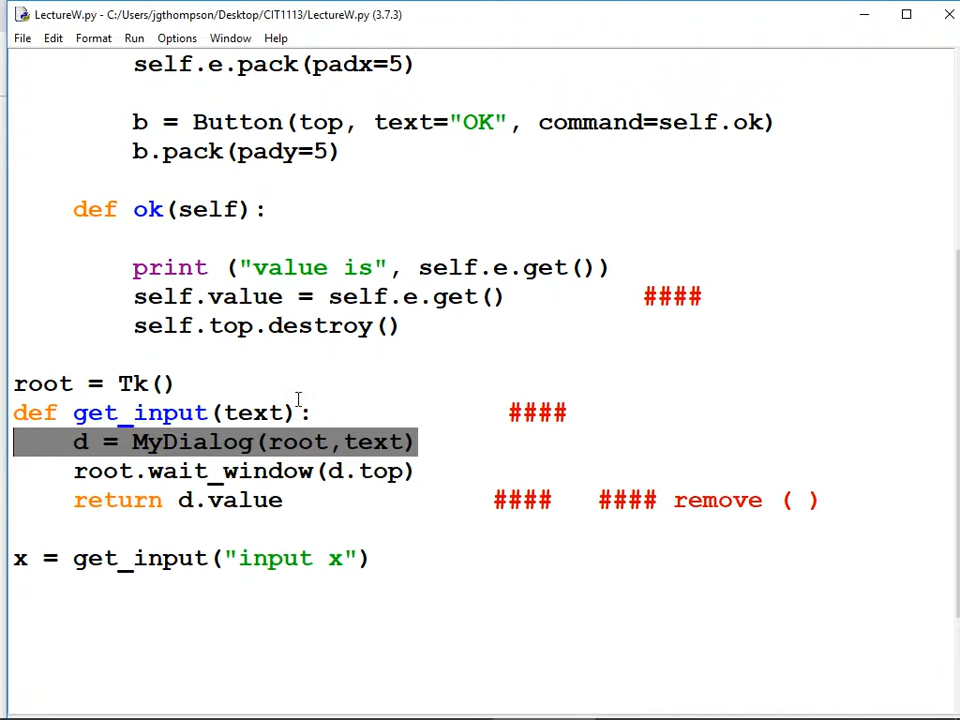 LectureW.py - C:/Users/jgthompson/Desktop/CIT1113/LectureW.py (3.7.3)
File Edit Format Run Options Window Help
self.e.pack(padx=5)
b = Button(top, text="OK", command=self.ok)
b.pack(pady=5)
def ok(self):
print ("value is", self.e.get())
self.value = self.e.get() ####
self.top.destroy()
root = Tk()
def get_input(text): ####
d = MyDialog(root,text)
root.wait_window(d.top)
return d.value #### #### remove ( )
x = get_input("input x")